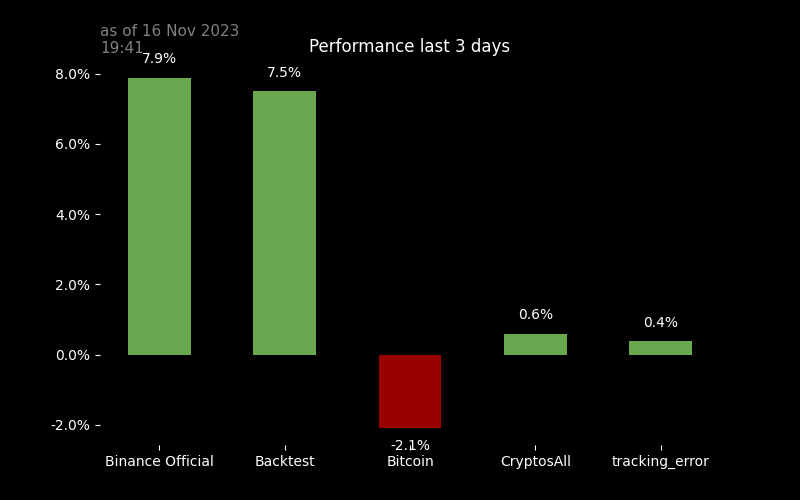 as of 16 Nov 2023
19:41
Performance last 3 days
8.0%
6.0%
4.0%
2.0%
0.0%
-2.0%
7.9%
7.5%
-2.1%
0.6%
0.4%
Binance Official
Backtest
Bitcoin
CryptosAll
tracking_error